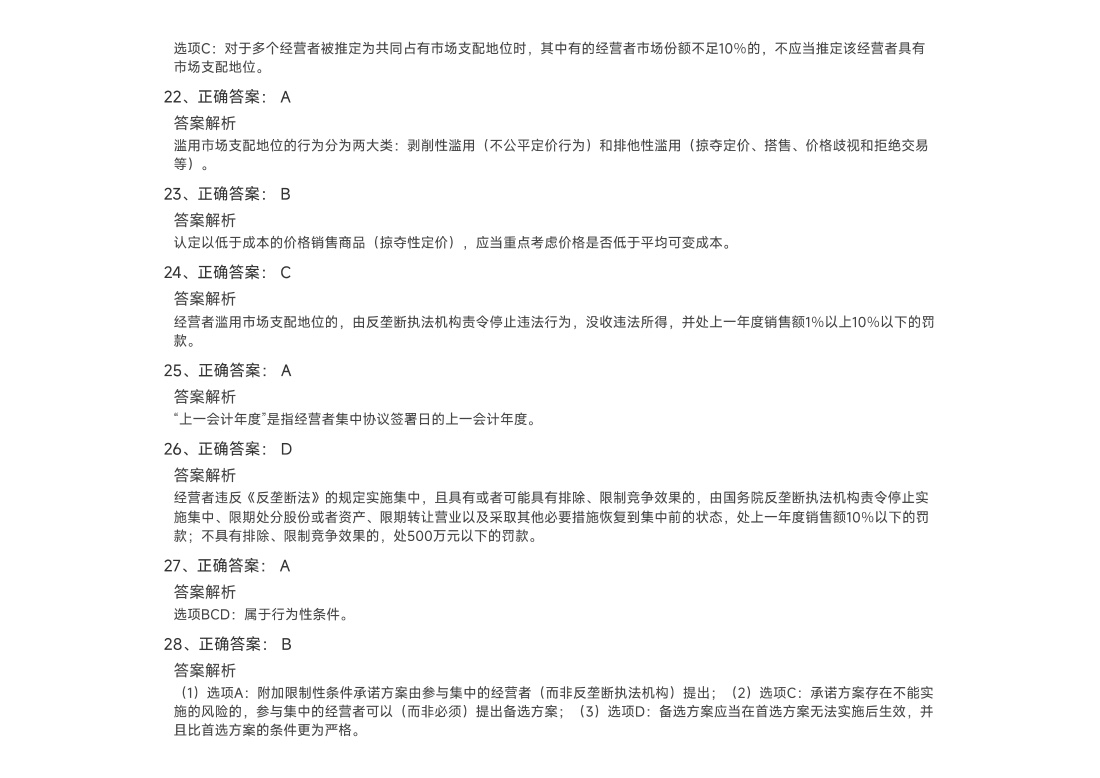 选项C：对于多个经营者被推定为共同占有市场支配地位时，其中有的经营者市场份额不足10%的，不应当推定该经营者具有
市场支配地位。
22、正确答案： A
答案解析
滥用市场支配地位的行为分为两大类：剥削性滥用（不公平定价行为）和排他性滥用（掠夺定价、搭售、价格歧视和拒绝交易
等）。
23、正确答案： B
答案解析
认定以低于成本的价格销售商品（掠夺性定价），应当重点考虑价格是否低于平均可变成本。
24、正确答案： C
答案解析
经营者滥用市场支配地位的，由反垄断执法机构责令停止违法行为，没收违法所得，并处上一年度销售额1%以上10%以下的罚
款。
25、正确答案： A
答案解析
“上一会计年度”是指经营者集中协议签署日的上一会计年度。
26、正确答案： D
答案解析
经营者违反《反垄断法》的规定实施集中，且具有或者可能具有排除、限制竞争效果的，由国务院反垄断执法机构责令停止实
施集中、限期处分股份或者资产、限期转让营业以及采取其他必要措施恢复到集中前的状态，处上一年度销售额10%以下的罚
款；不具有排除、限制竞争效果的，处500万元以下的罚款。
27、正确答案： A
答案解析
选项BCD：属于行为性条件。
28、正确答案： B
答案解析
（1）选项A：附加限制性条件承诺方案由参与集中的经营者（而非反垄断执法机构）提出；（2）选项C：承诺方案存在不能实
施的风险的，参与集中的经营者可以（而非必须）提出备选方案；（3）选项D：备选方案应当在首选方案无法实施后生效，并
且比首选方案的条件更为严格。